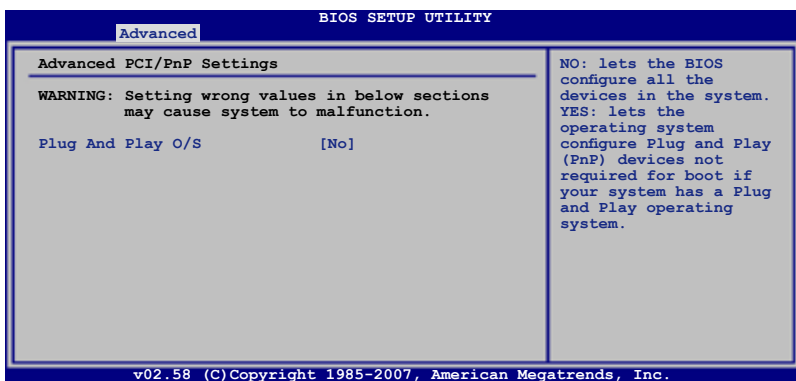 BIOS SETUP UTILITY
Advanced
Advanced PCI/PnP Settings
WARNING: Setting wrong values in below sections
may cause system to malfunction.
Plug And Play O/S [No]
NO: lets the BIOS
configure all the
devices in the system.
YES: lets the
operating system
configure Plug and Play
(PnP) devices not
required for boot if
your system has a Plug
and Play operating
system.
v02.58 (C)Copyright 1985-2007, American Megatrends, Inc.